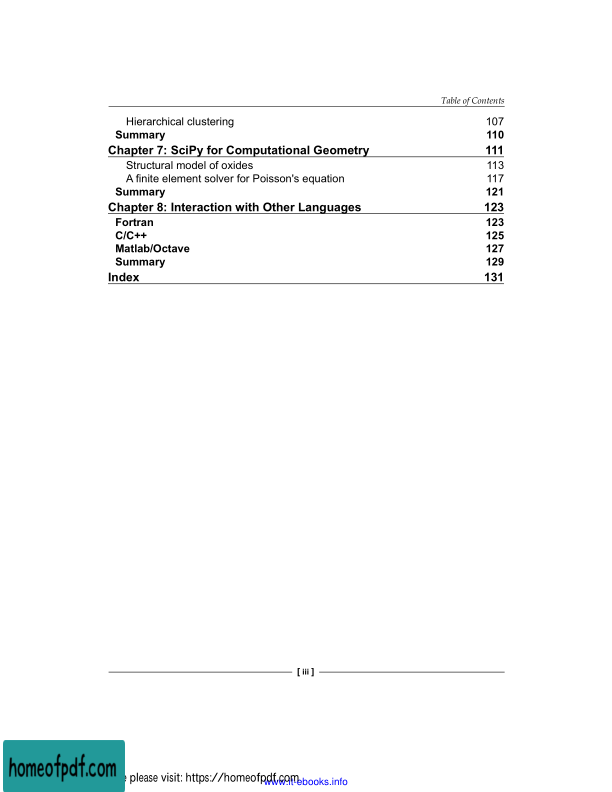 Table of Contents
Hierarchical clustering 107
Summary 110
Chapter 7: SciPy for Computational Geometry 111
Structural model of oxides 113
A finite element solver for Poisson's equation 117
Summary 121
Chapter 8: Interaction with Other Languages 123
Fortran 123
C/C++ 125
Matlab/Octave 127
Summary 129
Index 131
[ iii ]
homeofpdf.com
please visit: https://homeofpdf.com
www.it-ebooks.info